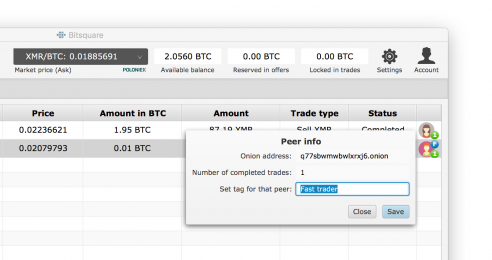 Bitsquare
XMR/BTC: 0.01885691
2.0560 BTC
0.00 BTC
0.00 BTC
Market price (Ask)
POLONIEX
Available balance
Reserved in offers
Locked in trades
Settings
Account
Price
Amount in BTC
Amount
Trade type
Status
0.02236621
1.95 BTC
87.19 XMR
Sell XMR
Completed
1
0.02079793
0.01 BTC
P
1
Peer info
Onion address:
q77sbwmwbwlxrxj6.onion
Number of completed trades:
1
Set tag for that peer:
Fast trader
Close
Save